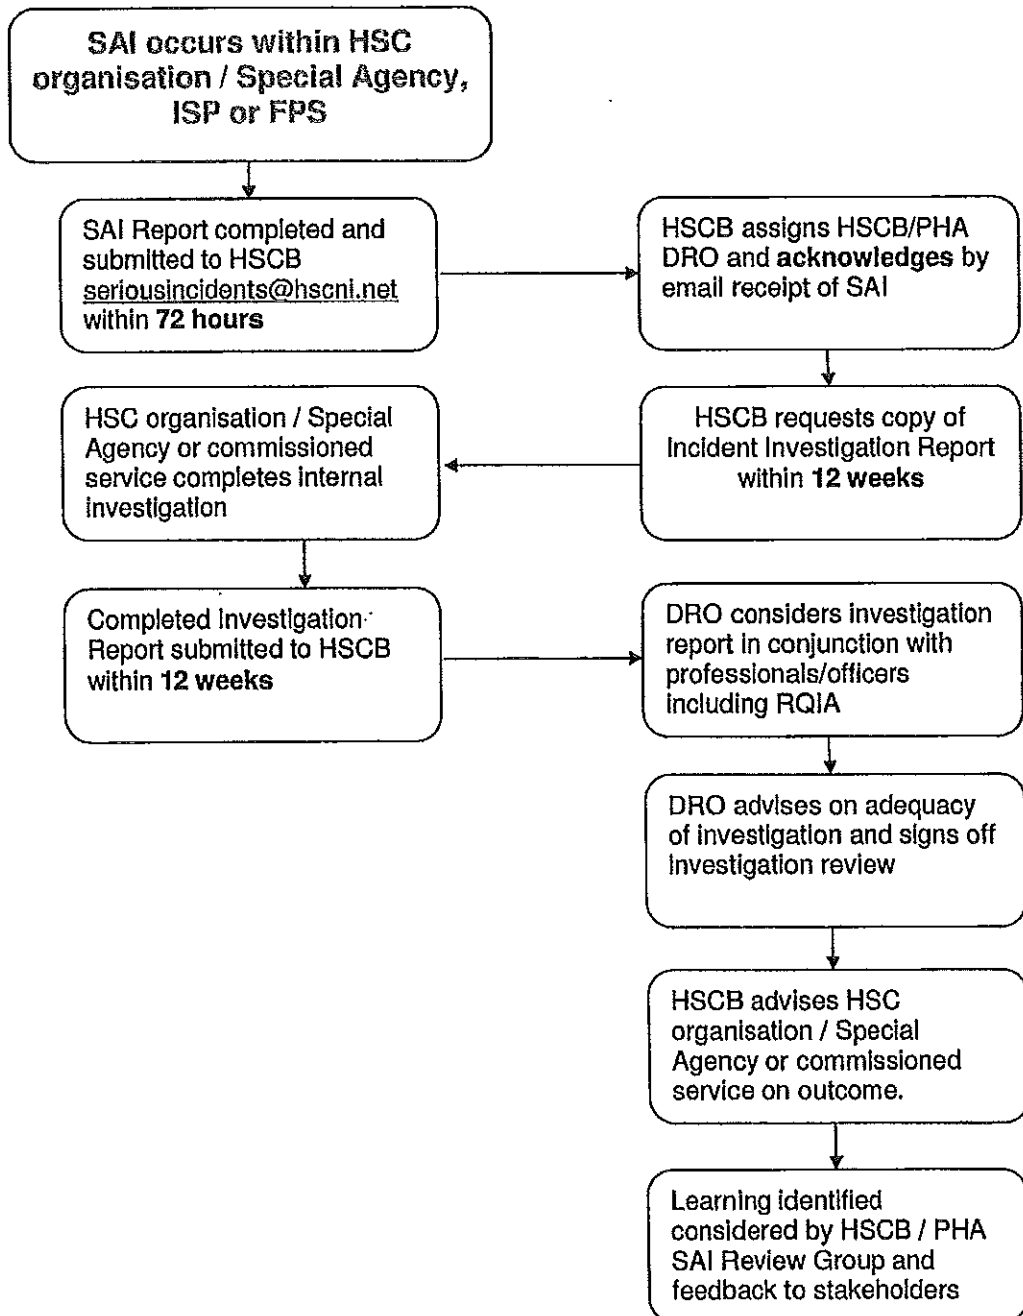 SAI occurs within HSC
organisation / Special Agency,
ISP or FPS
SAI Report completed and
submitted to HSCB
seriousincidents@hscni.net
within 72 hours
HSCB assigns HSCB/PHA
DRO and acknowledges by
email receipt of SAI
HSCB requests copy of
Incident Investigation Report
within 12 weeks
HSC organisation / Special
Agency or commissioned
service completes internal
investigation
Completed Investigation
Report submitted to HSCB
within 12 weeks
DRO considers investigation
report in conjunction with
professionals/officers
including RQIA
DRO advises on adequacy
of investigation and signs off
investigation review
HSCB advises HSC
organisation / Special
Agency or commissioned
service on outcome.
Learning identified
considered by HSCB / PHA
SAI Review Group and
feedback to stakeholders